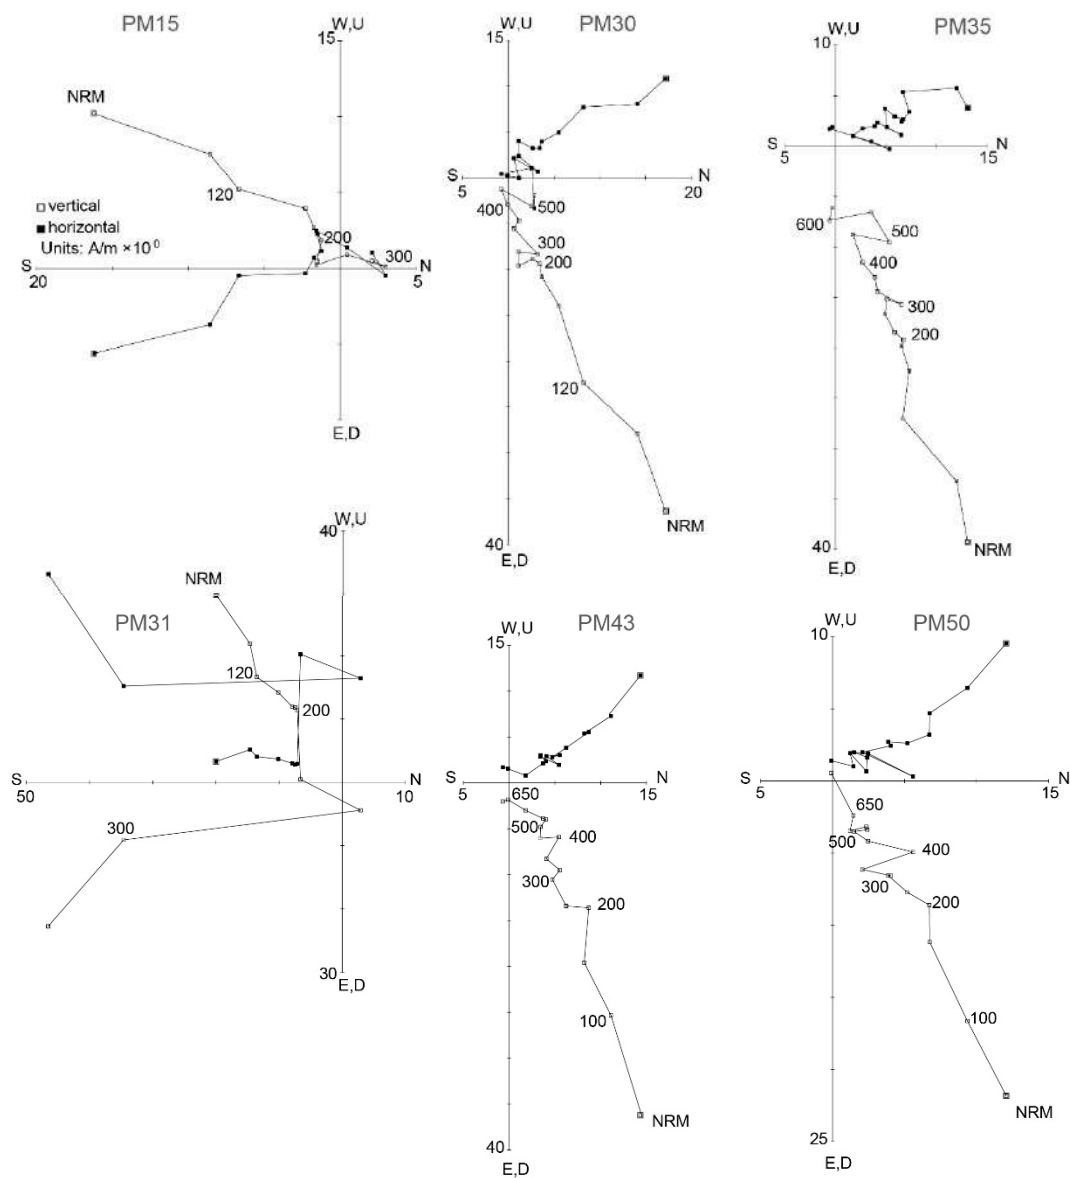 PM15
W,U
15
NRM
120
vertical
horizontal
Units: A/m ×10⁰
200
300
S
N
20
5
E,D
PM30
W,U
15
S
N
5
20
400
500
300
200
120
NRM
40
E,D
PM35
W,U
10
S
N
5
15
600
500
400
300
200
NRM
40
E,D
PM31
W,U
40
NRM
120
200
S
N
50
10
300
30
E,D
PM43
W,U
15
S
N
5
15
650
500
400
300
200
100
NRM
40
E,D
PM50
W,U
10
S
N
5
15
650
500
400
300
200
100
NRM
25
E,D